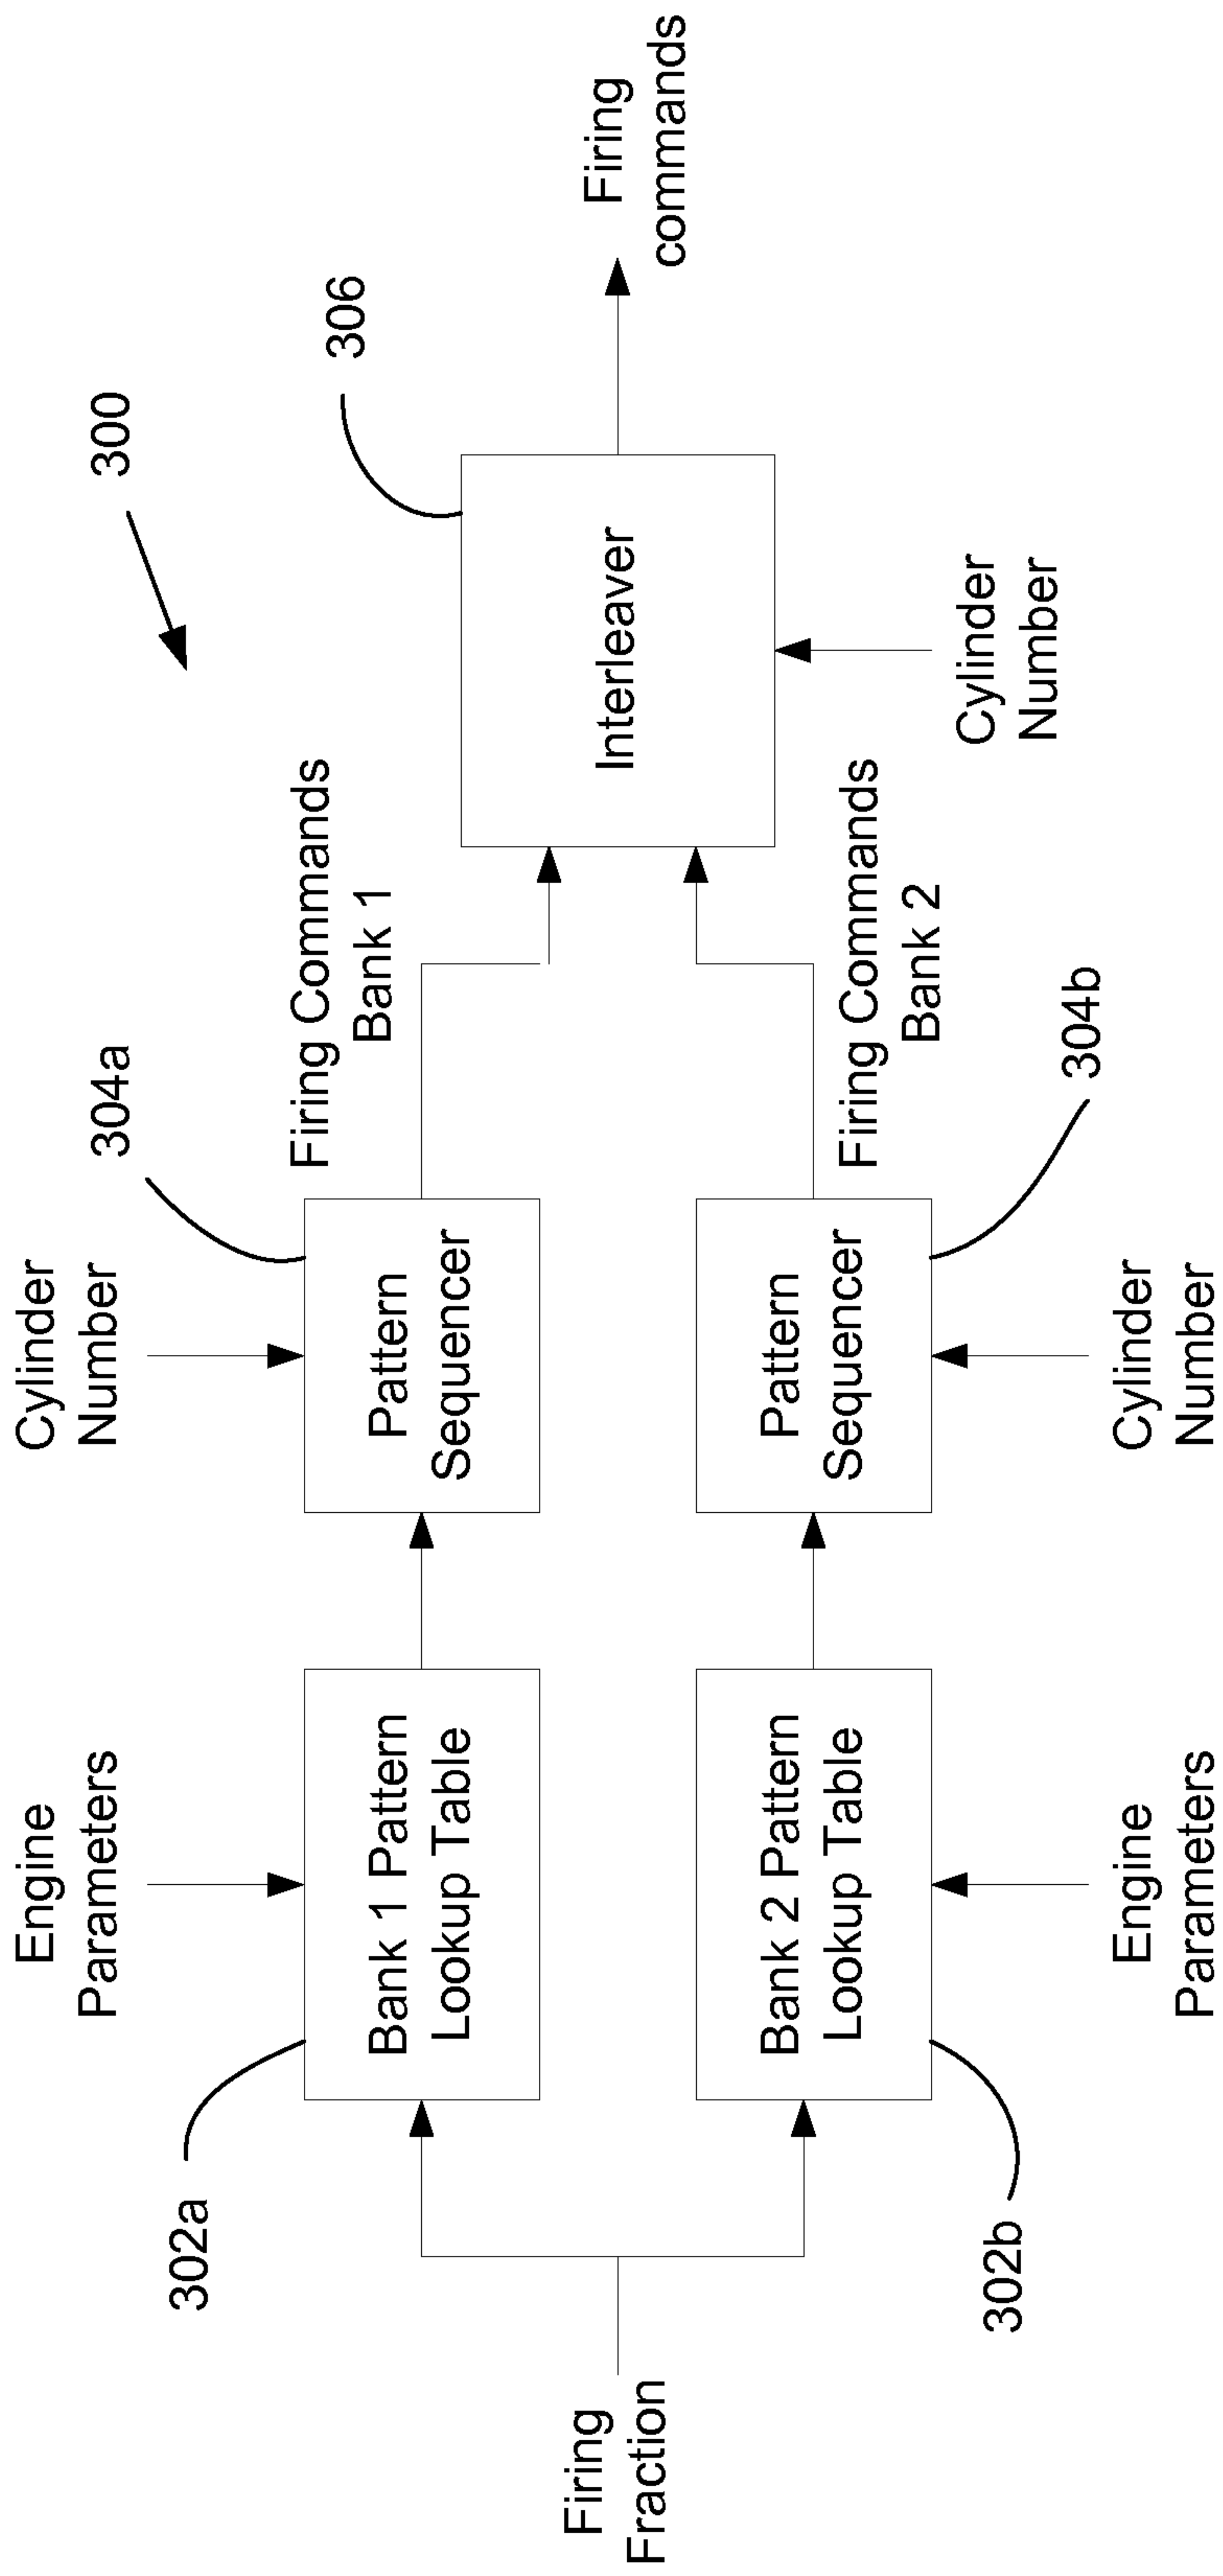 300
Engine
Parameters
Cylinder
Number
304a
302a
Bank 1 Pattern
Lookup Table
Pattern
Sequencer
Firing Commands
Bank 1
306
Firing
Fraction
Interleaver
Firing
commands
Bank 2 Pattern
Lookup Table
Pattern
Sequencer
Firing Commands
Bank 2
Cylinder
Number
302b
304b
Engine
Parameters
Cylinder
Number